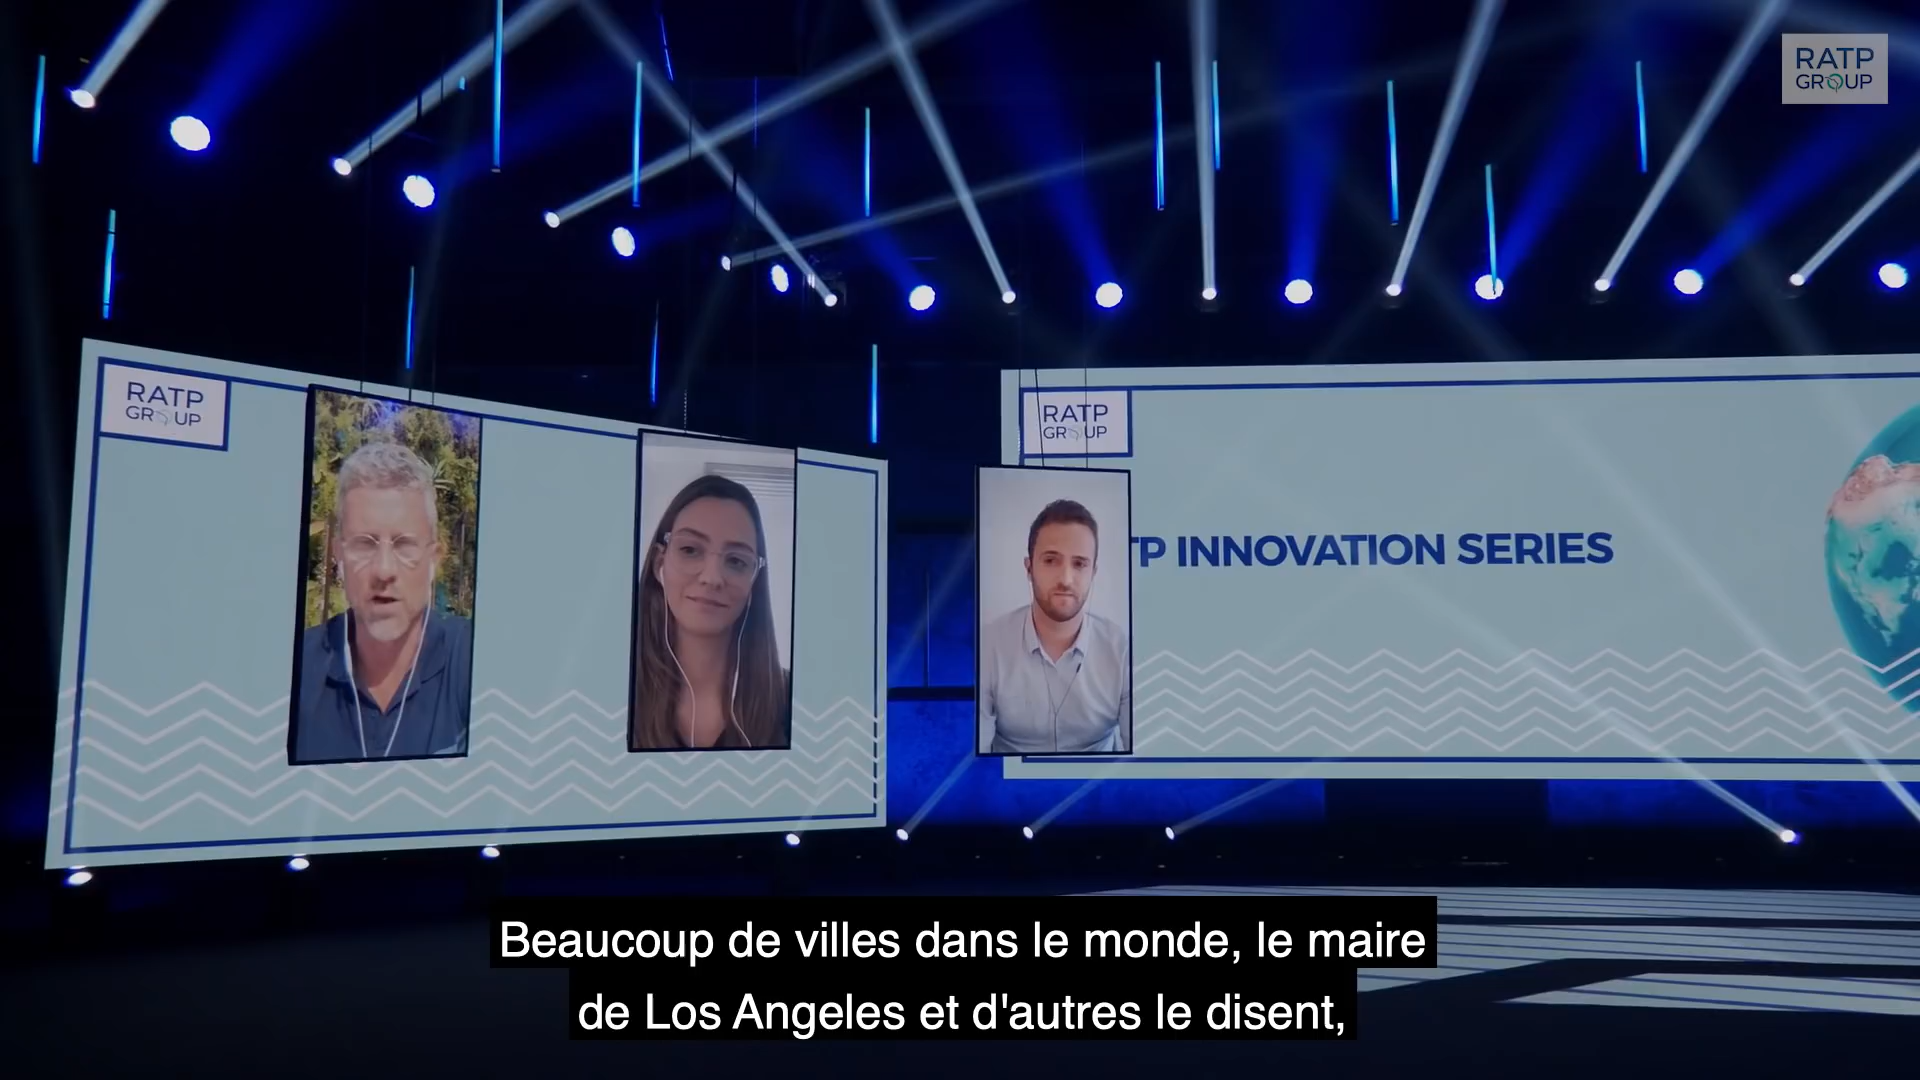 RATP
GROUP
RATP
GROUP
RATP
GROUP
TP INNOVATION SERIES
Beaucoup de villes dans le monde, le maire
de Los Angeles et d'autres le disent,